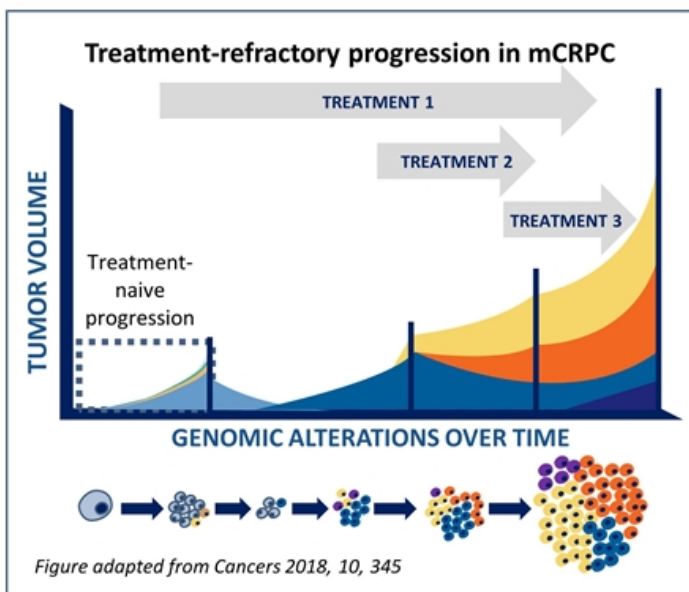 Treatment-refractory progression in mCRPC
TREATMENT 1
TREATMENT 2
TREATMENT 3
Treatment-
naive
progression
TUMOR VOLUME
GENOMIC ALTERATIONS OVER TIME
Figure adapted from Cancers 2018, 10, 345